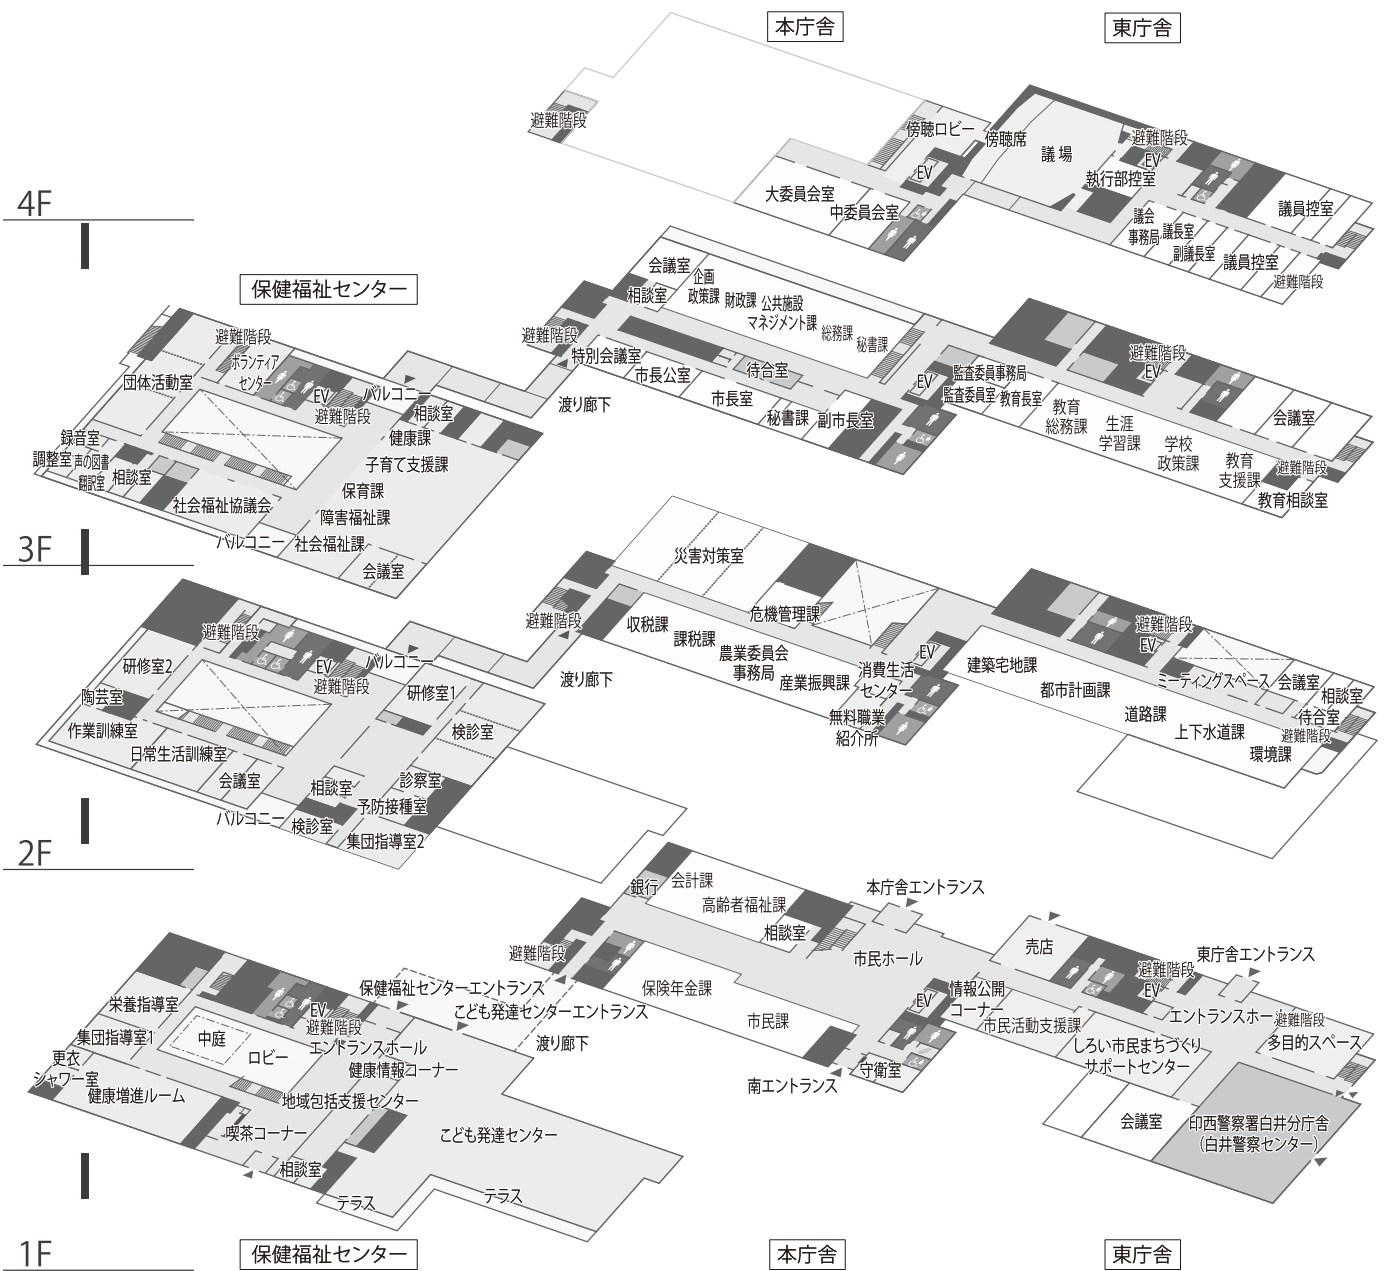 本庁舎
東庁舎
4F
避難階段
傍聴ロビー
傍聴席
議場
避難階段
EV
執行部控室
EV
大委員会室
中委員会室
議会
事務局
議長室
副議長室
議員控室
議員控室
避難階段
保健福祉センター
3F
避難階段
ボランティア
センター
団体活動室
EV
避難階段
バルコニー
相談室
健康課
子育て支援課
保育課
障害福祉課
社会福祉課
会議室
録音室
調整室
声の図書
翻訳室
相談室
社会福祉協議会
バルコニー
渡り廊下
避難階段
会議室
相談室
企画
政策課
財政課
公共施設
マネジメント課
総務課
秘書課
特別会議室
市長公室
待合室
市長室
秘書課
副市長室
EV
監査委員事務局
監査委員室
教育長室
教育
総務課
生涯
学習課
学校
政策課
教育
支援課
避難階段
EV
会議室
避難階段
教育相談室
2F
避難階段
研修室2
EV
避難階段
バルコニー
陶芸室
作業訓練室
日常生活訓練室
会議室
バルコニー
研修室1
検診室
相談室
診察室
予防接種室
検診室
集団指導室2
渡り廊下
避難階段
災害対策室
危機管理課
収税課
課税課
農業委員会
事務局
産業振興課
消費生活
センター
無料職業
紹介所
EV
建築宅地課
都市計画課
道路課
上下水道課
環境課
避難階段
EV
ミーティングスペース
会議室
相談室
待合室
避難階段
1F
栄養指導室
集団指導室1
更衣
シャワー室
健康増進ルーム
中庭
ロビー
EV
避難階段
エントランスホール
健康情報コーナー
地域包括支援センター
喫茶コーナー
相談室
こども発達センター
テラス
テラス
保健福祉センターエントランス
こども発達センターエントランス
渡り廊下
避難階段
銀行
会計課
高齢者福祉課
相談室
本庁舎エントランス
市民ホール
保険年金課
市民課
南エントランス
守衛室
EV
情報公開
コーナー
市民活動支援課
しろい市民まちづくり
サポートセンター
売店
避難階段
EV
東庁舎エントランス
エントランスホール
避難階段
多目的スペース
会議室
印西警察署白井分庁舎
(白井警察センター)
保健福祉センター
本庁舎
東庁舎